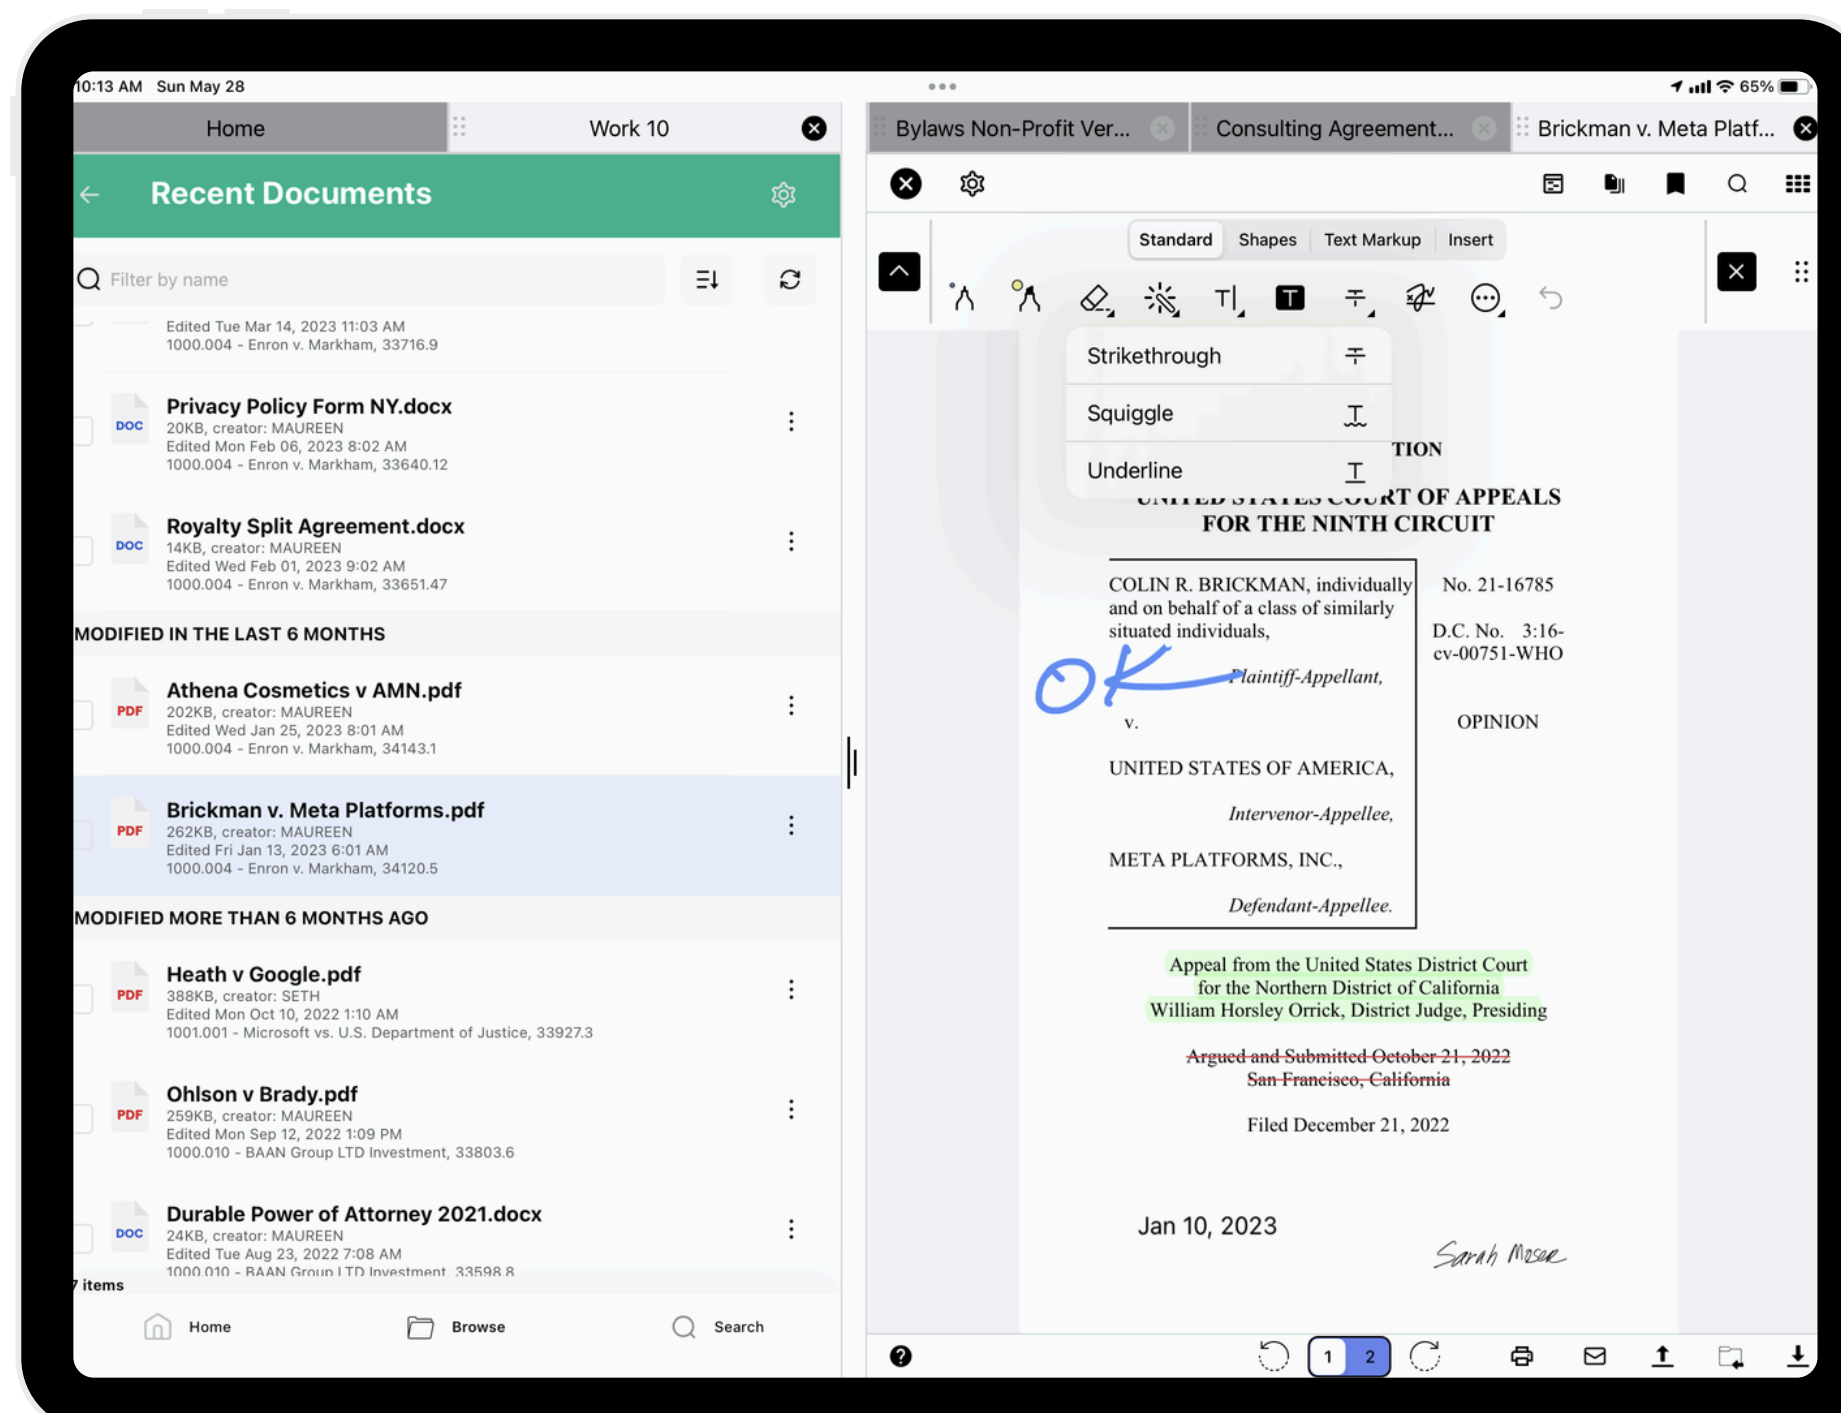 10:13 AM Sun May 28
65%
Home
Work 10
Recent Documents
Filter by name
Edited Tue Mar 14, 2023 11:03 AM
1000.004 - Enron v. Markham, 33716.9
DOC
Privacy Policy Form NY.docx
20KB, creator: MAUREEN
Edited Mon Feb 06, 2023 8:02 AM
1000.004 - Enron v. Markham, 33640.12
DOC
Royalty Split Agreement.docx
14KB, creator: MAUREEN
Edited Wed Feb 01, 2023 9:02 AM
1000.004 - Enron v. Markham, 33651.47
MODIFIED IN THE LAST 6 MONTHS
PDF
Athena Cosmetics v AMN.pdf
202KB, creator: MAUREEN
Edited Wed Jan 25, 2023 8:01 AM
1000.004 - Enron v. Markham, 34143.1
PDF
Brickman v. Meta Platforms.pdf
262KB, creator: MAUREEN
Edited Fri Jan 13, 2023 6:01 AM
1000.004 - Enron v. Markham, 34120.5
MODIFIED MORE THAN 6 MONTHS AGO
PDF
Heath v Google.pdf
388KB, creator: SETH
Edited Mon Oct 10, 2022 1:10 AM
1001.001 - Microsoft vs. U.S. Department of Justice, 33927.3
PDF
Ohlson v Brady.pdf
259KB, creator: MAUREEN
Edited Mon Sep 12, 2022 1:09 PM
1000.010 - BAAN Group LTD Investment, 33803.6
DOC
Durable Power of Attorney 2021.docx
24KB, creator: MAUREEN
Edited Tue Aug 23, 2022 7:08 AM
1000.010 - BAAN Group LTD Investment, 33598.8
7 items
Home
Browse
Search
Bylaws Non-Profit Ver...
Consulting Agreement...
Brickman v. Meta Platf...
Standard
Shapes
Text Markup
Insert
Strikethrough
Squiggle
Underline
TION
UNITED STATES COURT OF APPEALS
FOR THE NINTH CIRCUIT
COLIN R. BRICKMAN, individually
and on behalf of a class of similarly
situated individuals,
OK
Plaintiff-Appellant,
v.
UNITED STATES OF AMERICA,
Intervenor-Appellee,
META PLATFORMS, INC.,
Defendant-Appellee.
No. 21-16785
D.C. No. 3:16-
cv-00751-WHO
OPINION
Appeal from the United States District Court
for the Northern District of California
William Horsley Orrick, District Judge, Presiding
Argued and Submitted October 21, 2022
San Francisco, California
Filed December 21, 2022
Jan 10, 2023
Sarah Moser
1
2